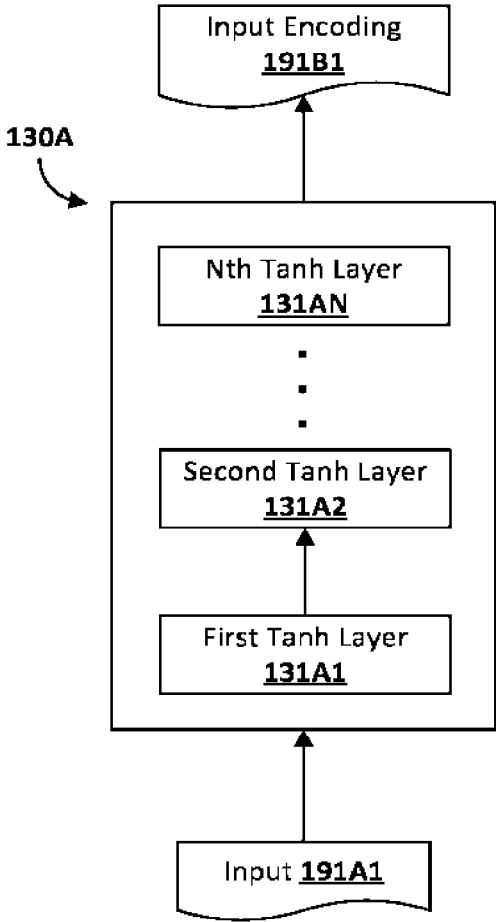 Input Encoding
191B1
130A
Nth Tanh Layer
131AN
Second Tanh Layer
131A2
First Tanh Layer
131A1
Input 191A1